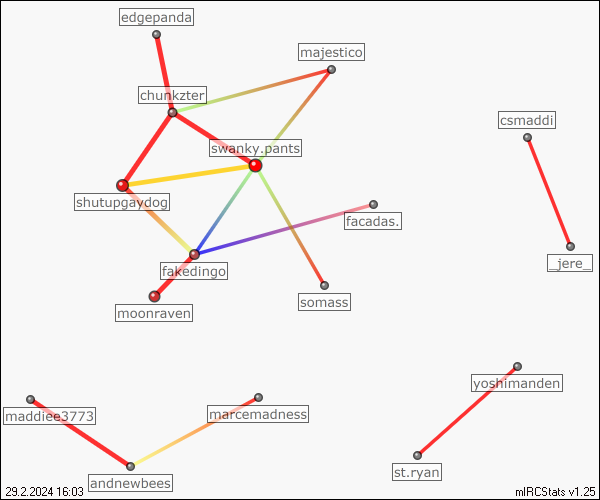 edgepanda
majestico
chunkzter
csmaddi
swanky.pants
shutupgaydog
facadas.
fakedingo
_jere_
somass
moonraven
yoshimanden
maddiee3773
marcemadness
st.ryan
andnewbees
29.2.2024 16:03
mIRCStats v1.25